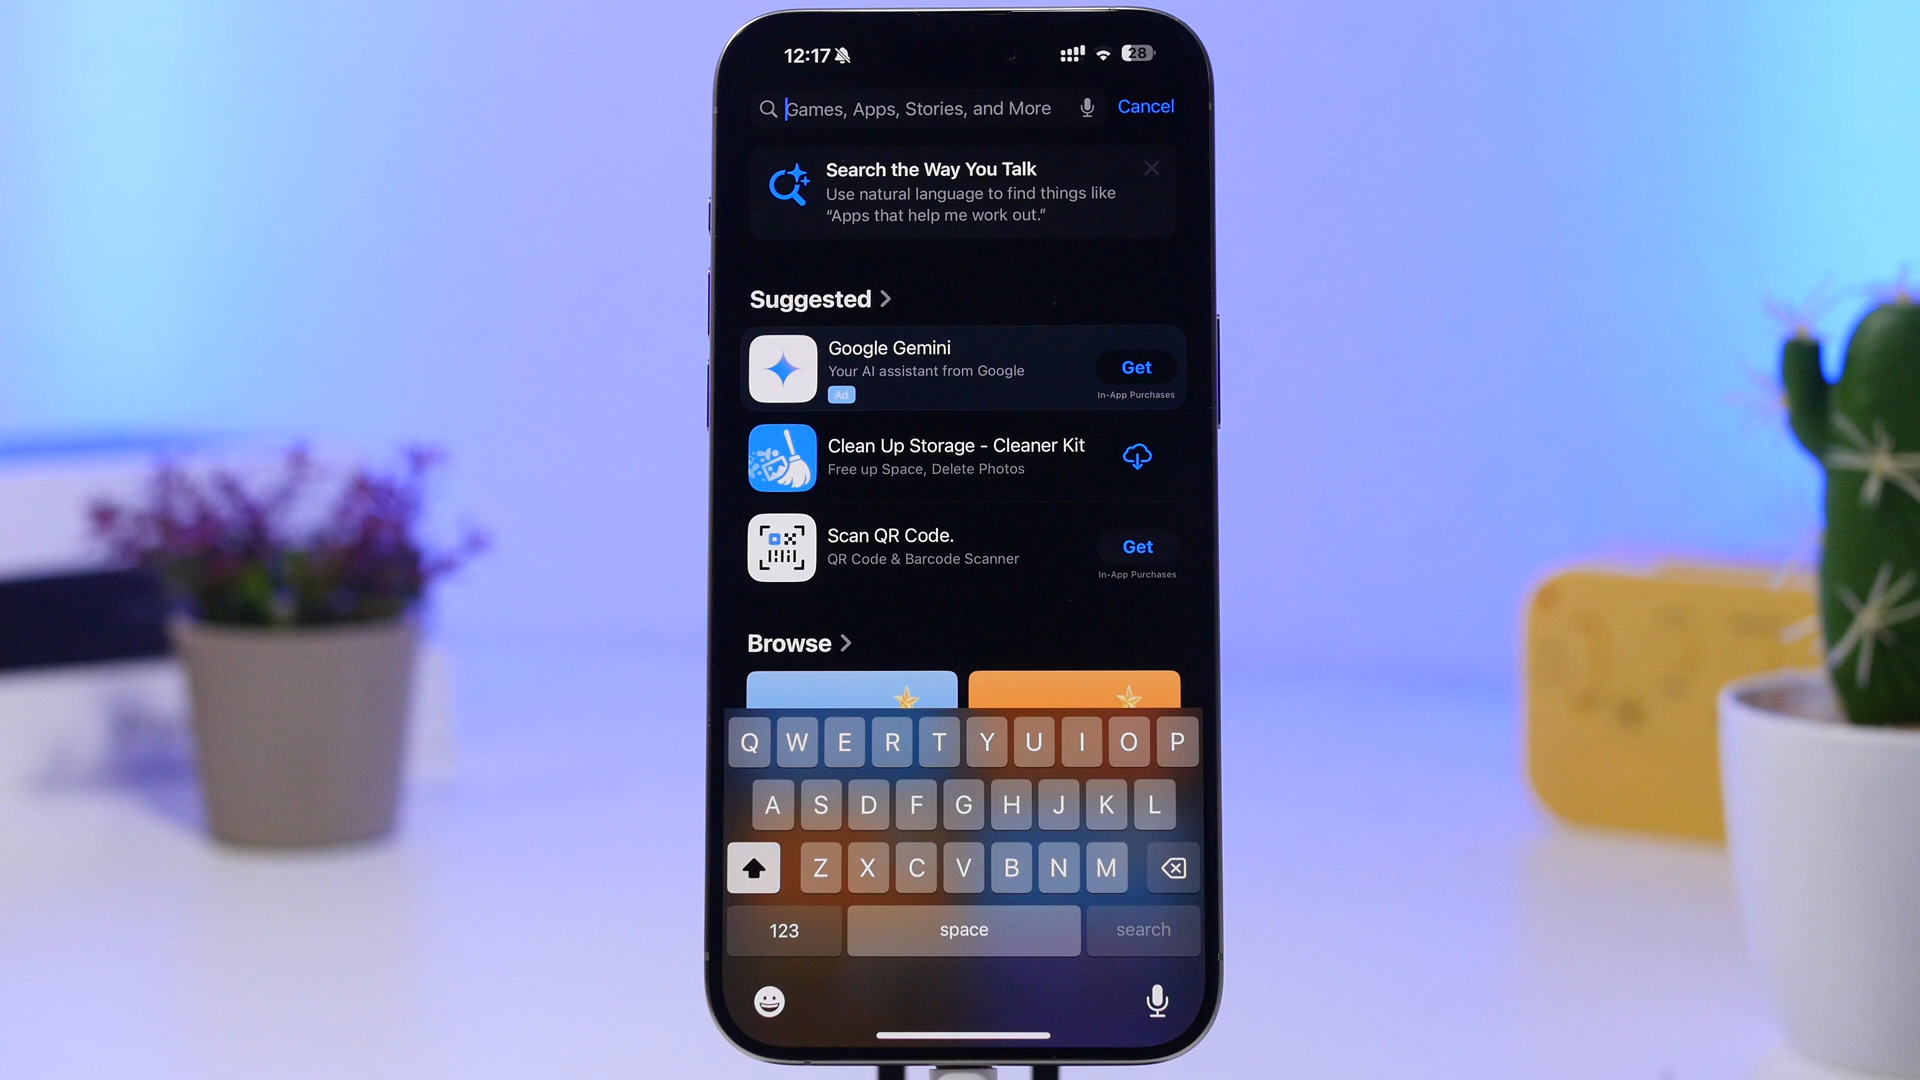 12:17
28
Games, Apps, Stories, and More
Cancel
Search the Way You Talk
Use natural language to find things like
“Apps that help me work out.”
Suggested
Google Gemini
Your AI assistant from Google
Ad
Get
In-App Purchases
Clean Up Storage - Cleaner Kit
Free up Space, Delete Photos
Scan QR Code.
QR Code & Barcode Scanner
Get
In-App Purchases
Browse
Q W E R T Y U I O P
A S D F G H J K L
Z X C V B N M
123 space search